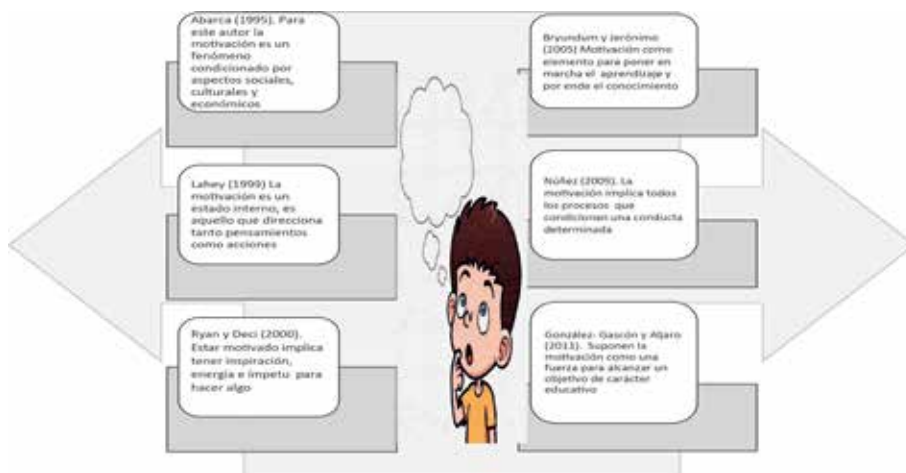 Abarca (1995). Para
este autor la
motivación es un
fenómeno
condicionado por
aspectos sociales,
culturales y
económicos
Lahey (1999) La
motivación es un
estado interno, es
aquello que direcciona
tanto pensamientos
como acciones
Ryan y Deci (2000).
Estar motivado implica
tener inspiración,
energía e ímpetu para
hacer algo
Bryundum y Jerónimo
(2005) Motivación como
elemento para poner en
marcha el aprendizaje y
por ende el conocimiento
Núñez (2005). La
motivación implica todos
los procesos que
condicionen una conducta
determinada
González- Gascón y Aljaro
(2011). Suponen la
motivación como una
fuerza para alcanzar un
objetivo de carácter
educativo